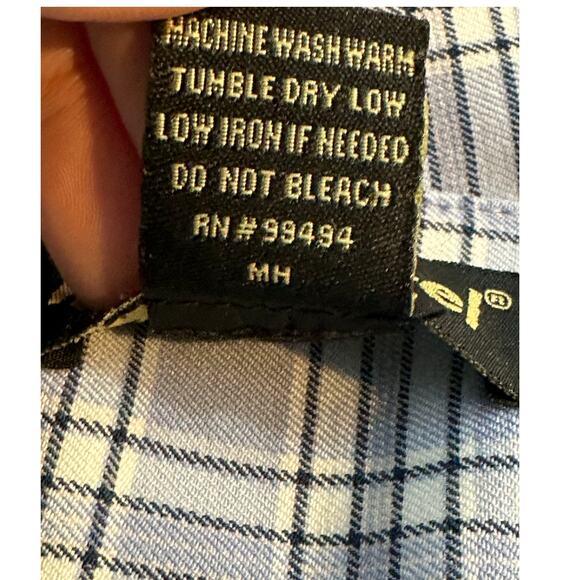 MACHINE WASH WARM
TUMBLE DRY LOW
LOW IRON IF NEEDED
DO NOT BLEACH
RN # 99494
MH